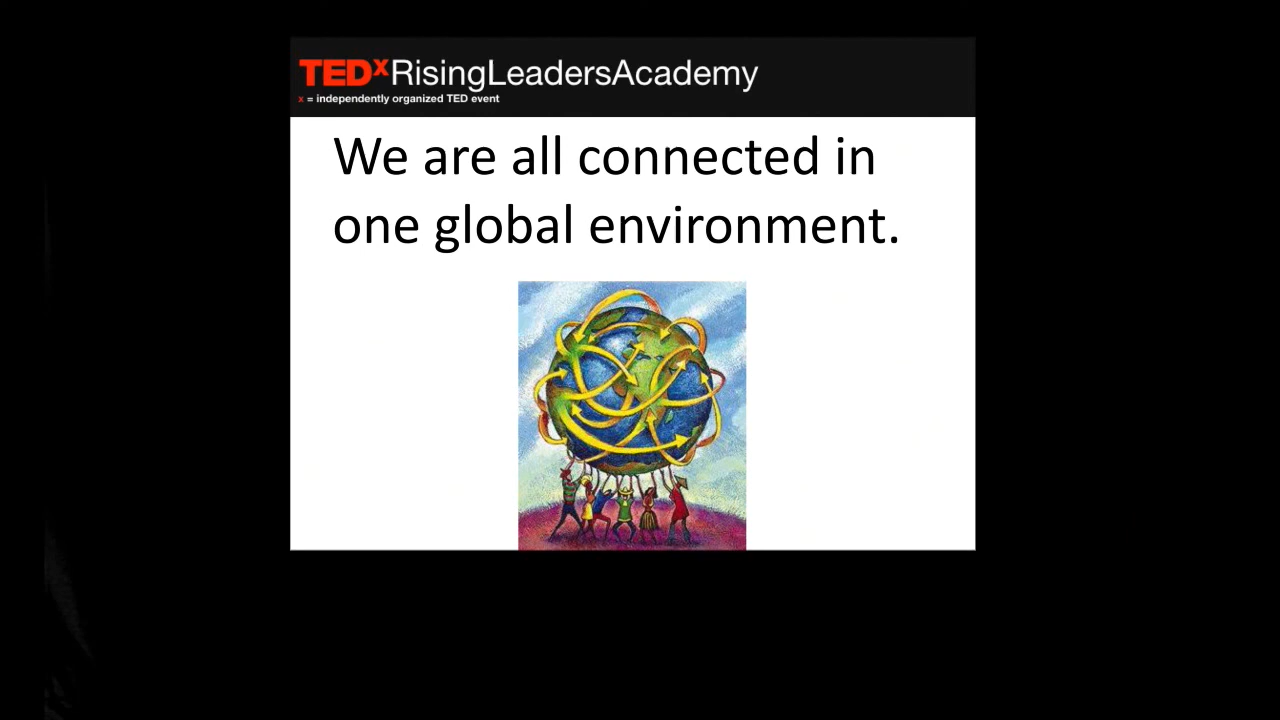 TEDxRisingLeadersAcademy
x = independently organized TED event
We are all connected in
one global environment.